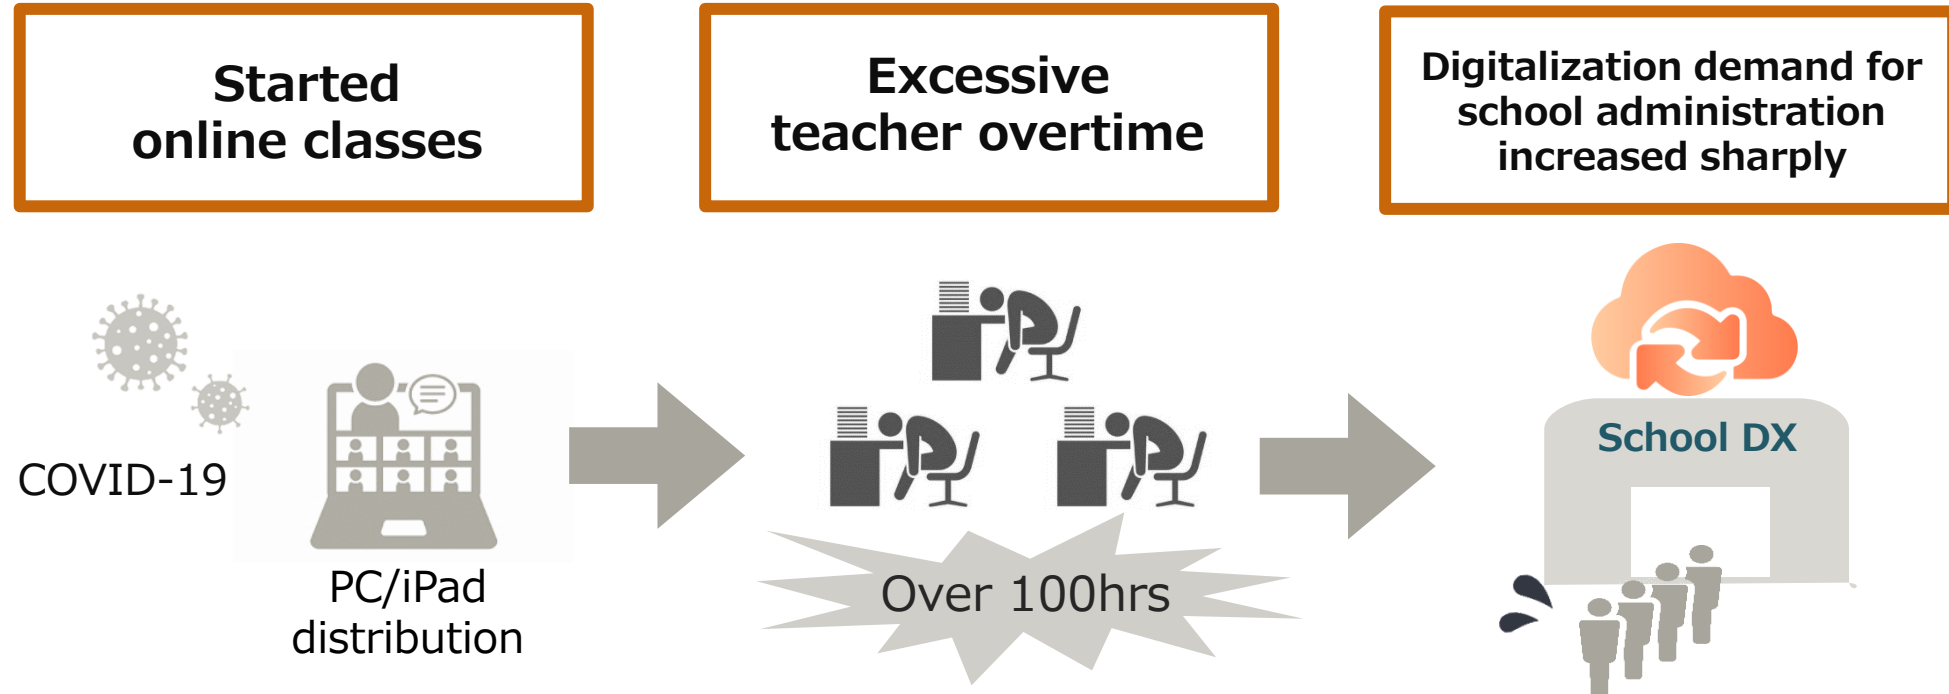 Started
online classes
Excessive
teacher overtime
Digitalization demand for
school administration
increased sharply
COVID-19
PC/iPad
distribution
Over 100hrs
School DX